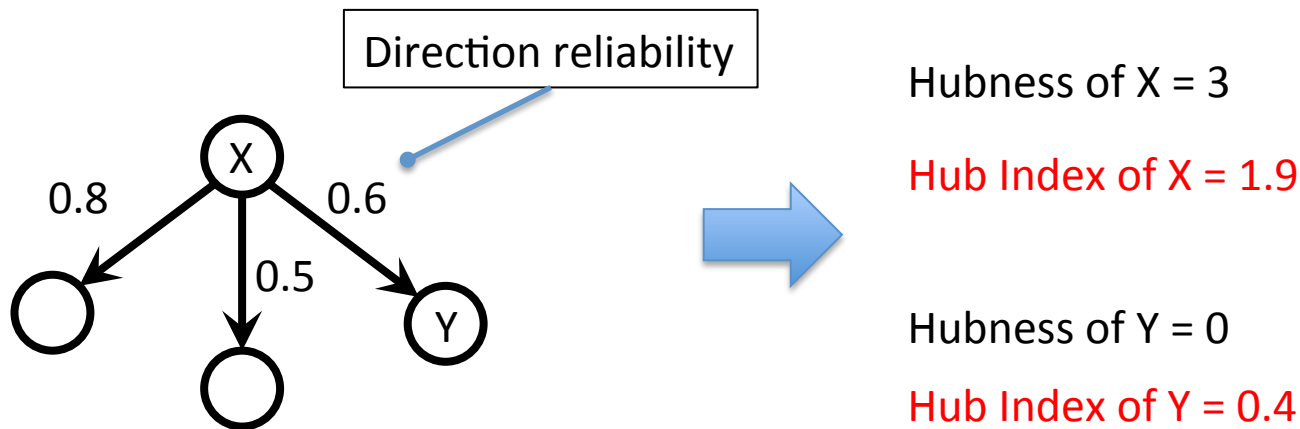 Direction reliability
X
0.8
0.6
0.5
Y
Hubness of X = 3
Hub Index of X = 1.9
Hubness of Y = 0
Hub Index of Y = 0.4